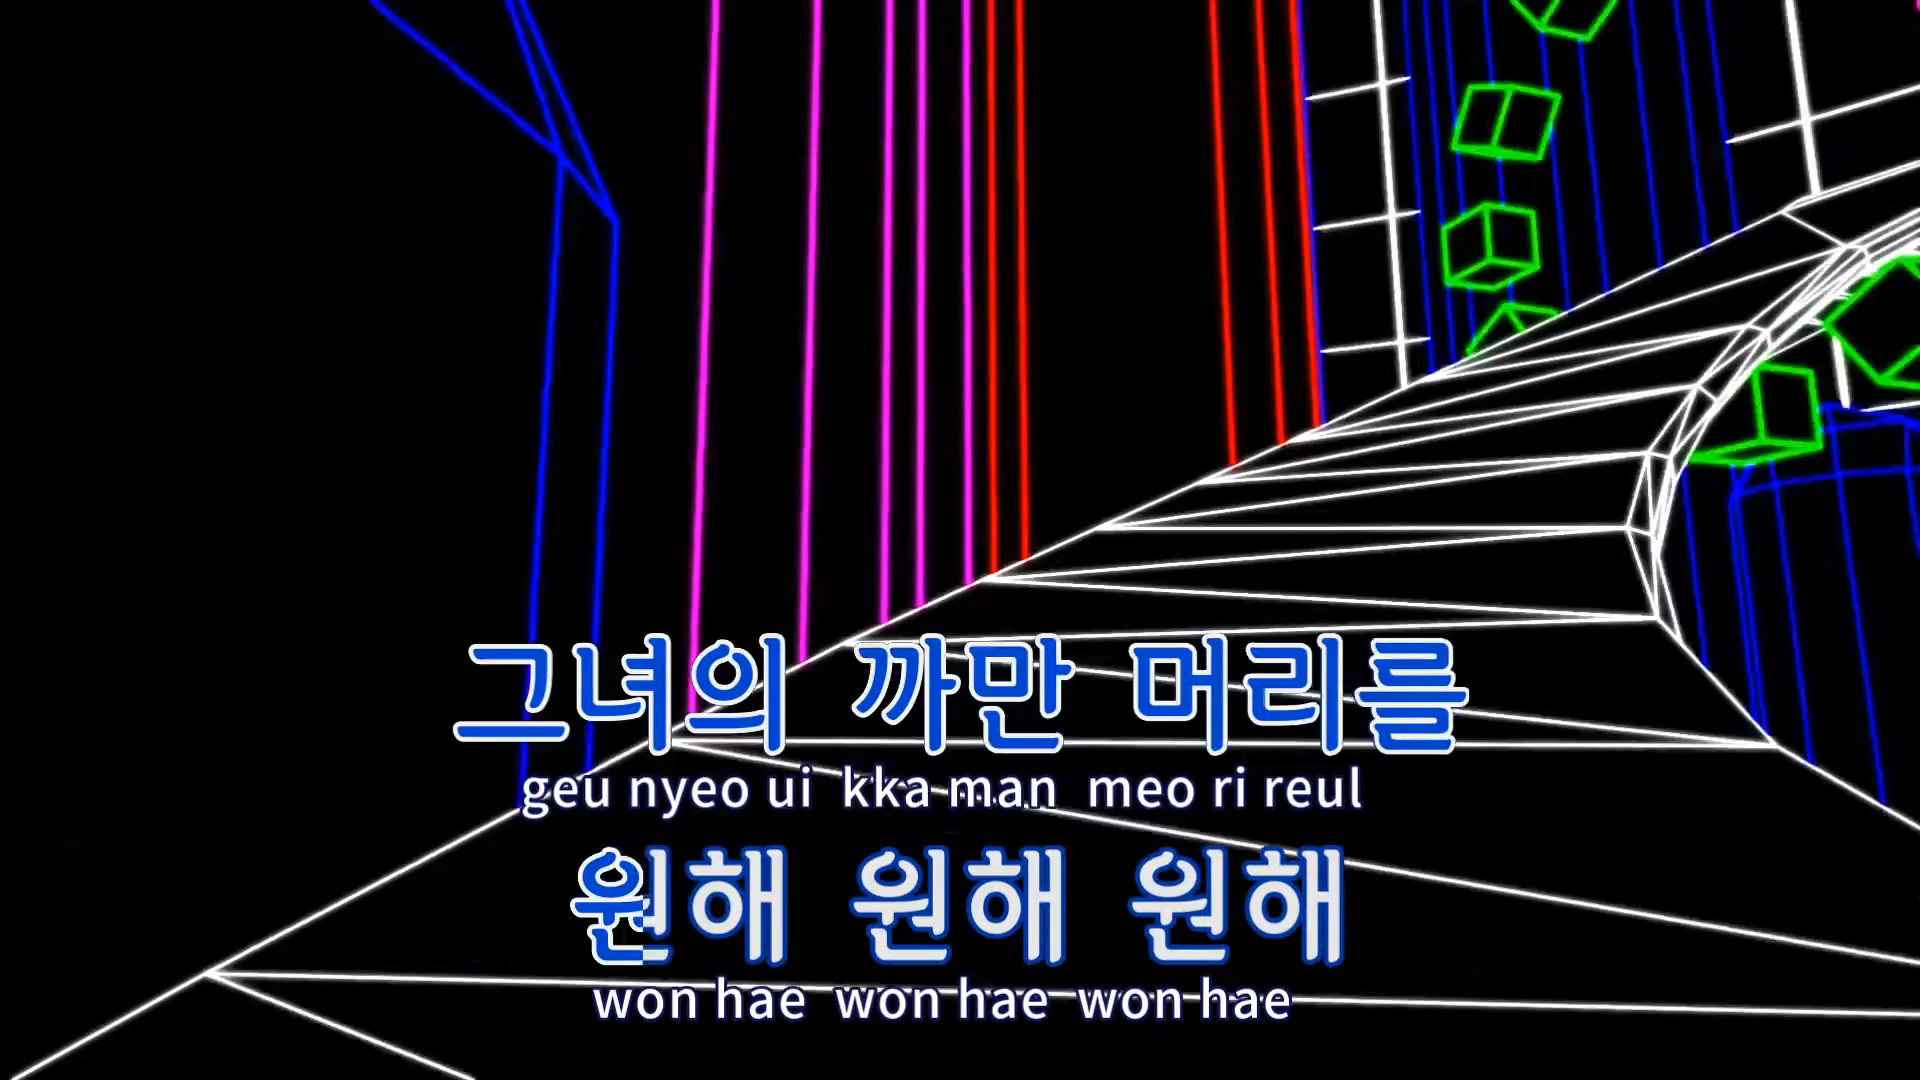 그녀의 까만 머리를
geu nyeo ui kka man meo ri reul
원해 원해 원해
won hae won hae won hae